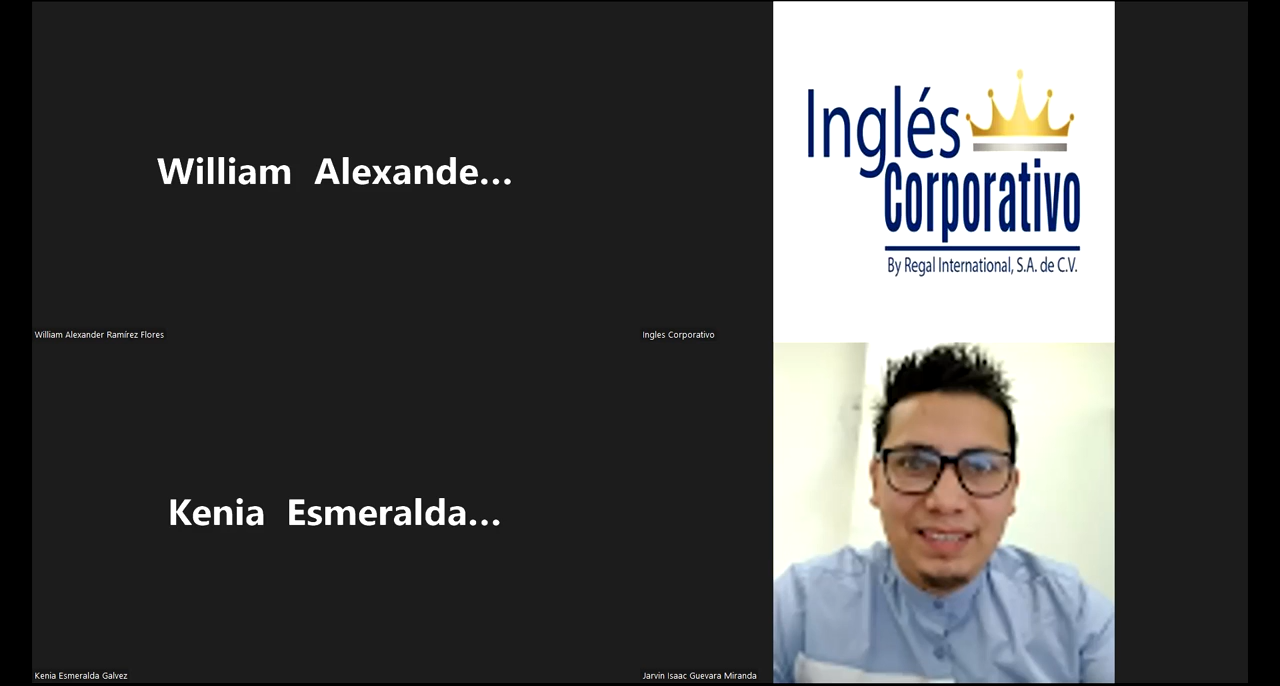 William Alexande...
William Alexander Ramírez Flores
Inglés
Corporativo
By Regal International, S.A. de C.V.
Ingles Corporativo
Kenia Esmeralda...
Kenia Esmeralda Galvez
Jarvin Isaac Guevara Miranda